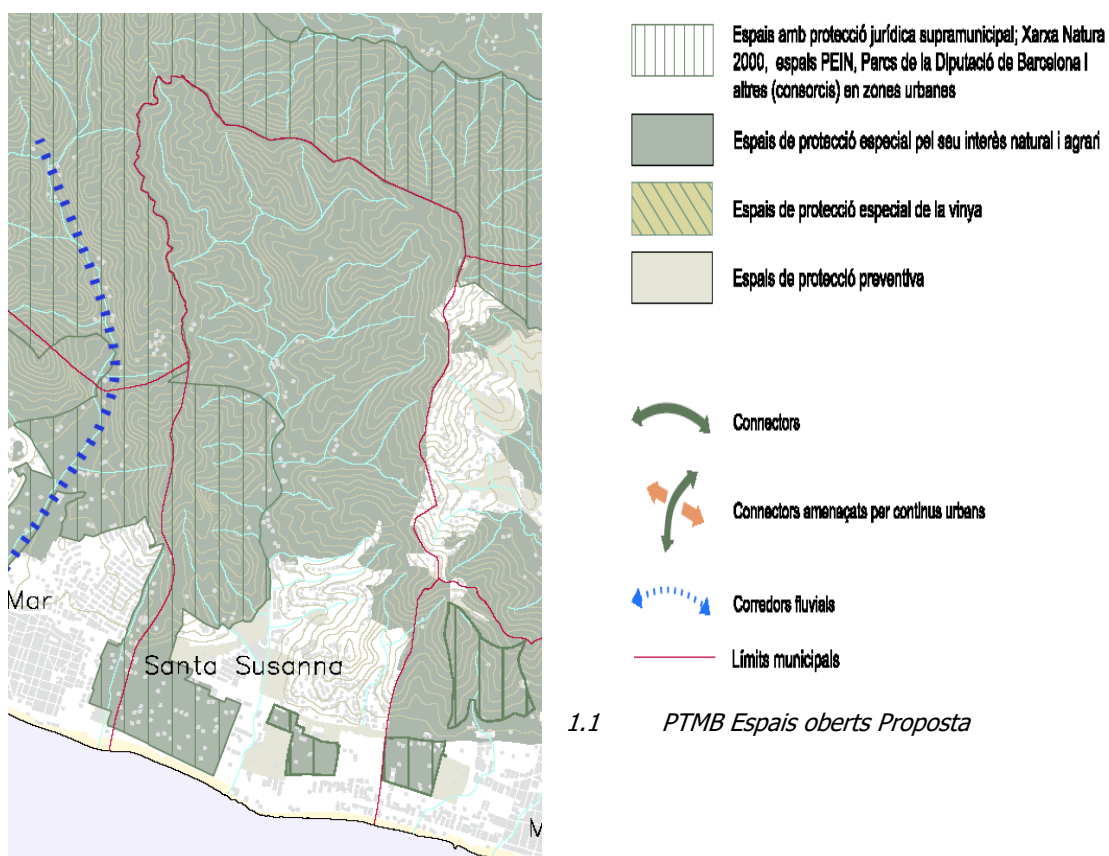 Espais amb protecció jurídica supramunicipal; Xarxa Natura
2000, espais PEIN, Parcs de la Diputació de Barcelona I
altres (consorcis) en zones urbanes
Espais de protecció especial pel seu interès natural i agrari
Espais de protecció especial de la vinya
Espais de protecció preventiva
Connectors
Connectors amenaçats per continus urbans
Corredors fluvials
Límits municipals
Mar
Santa Susanna
M
1.1 PTMB Espais oberts Proposta